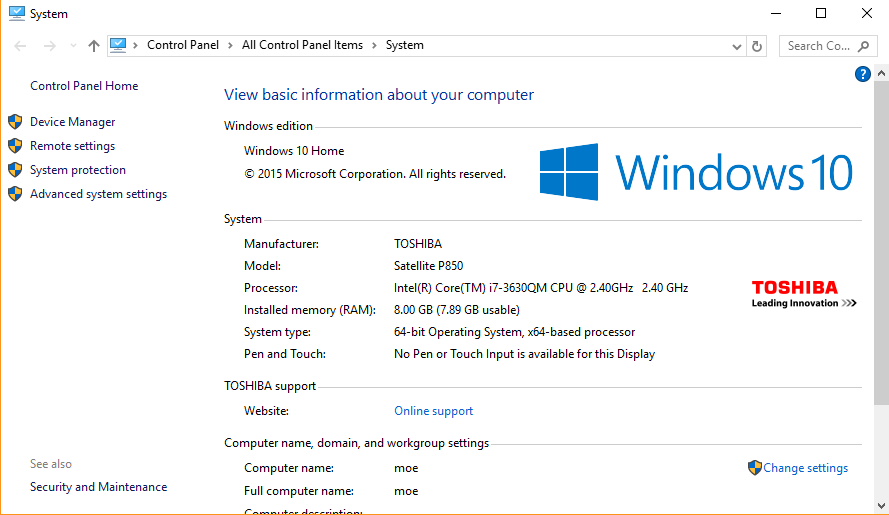 System
Control Panel > All Control Panel Items > System
Search Co...
Control Panel Home
Device Manager
Remote settings
System protection
Advanced system settings
See also
Security and Maintenance
?
View basic information about your computer
Windows edition
Windows 10 Home
© 2015 Microsoft Corporation. All rights reserved.
Windows 10
System
Manufacturer: TOSHIBA
Model: Satellite P850
Processor: Intel(R) Core(TM) i7-3630QM CPU @ 2.40GHz 2.40 GHz
Installed memory (RAM): 8.00 GB (7.89 GB usable)
System type: 64-bit Operating System, x64-based processor
Pen and Touch: No Pen or Touch Input is available for this Display
TOSHIBA
Leading Innovation >>>
TOSHIBA support
Website: Online support
Computer name, domain, and workgroup settings
Computer name: moe
Change settings
Full computer name: moe
Computer description: